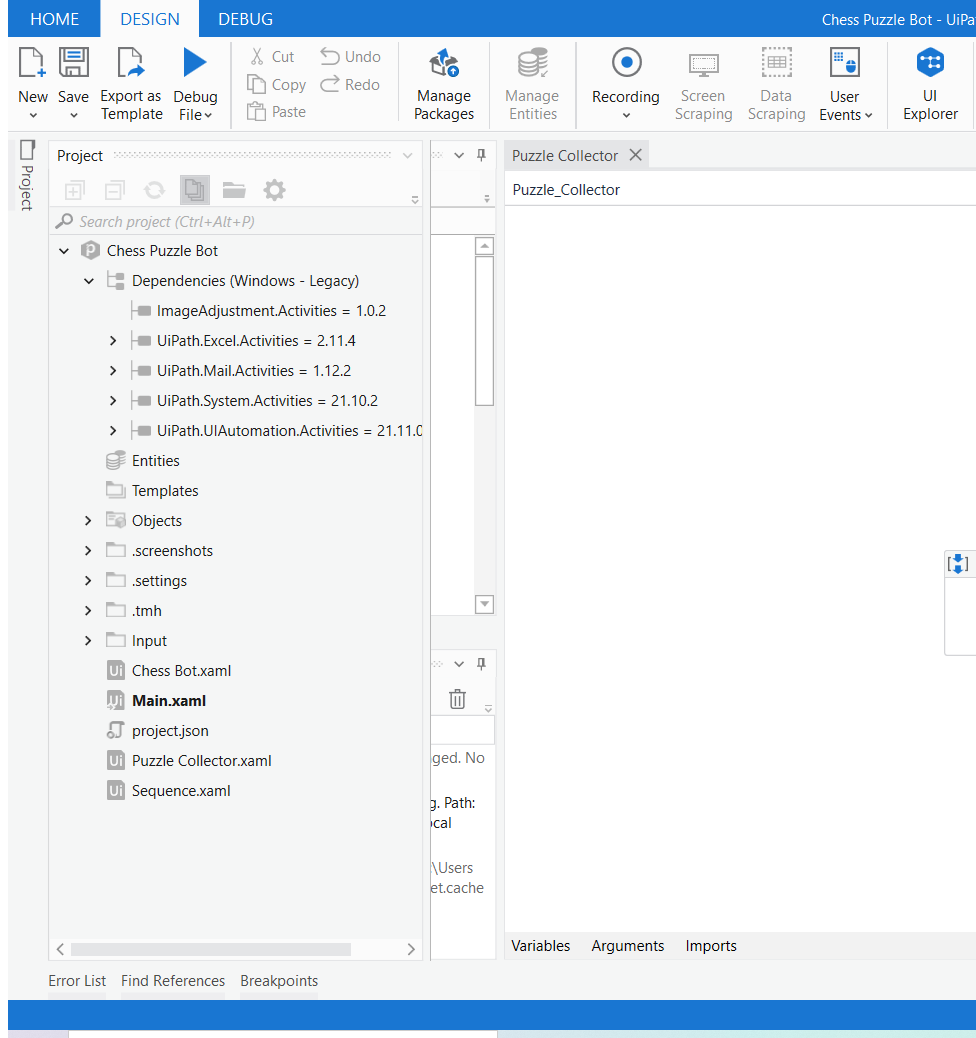 HOME DESIGN DEBUG Chess Puzzle Bot - UiPa
New Save Export as Template Debug File
Cut Undo
Copy Redo
Paste
Manage Packages
Manage Entities
Recording
Screen Scraping
Data Scraping
User Events
UI Explorer
Project
Project
Puzzle Collector
Puzzle_Collector
Search project (Ctrl+Alt+P)
Chess Puzzle Bot
Dependencies (Windows - Legacy)
ImageAdjustment.Activities = 1.0.2
UiPath.Excel.Activities = 2.11.4
UiPath.Mail.Activities = 1.12.2
UiPath.System.Activities = 21.10.2
UiPath.UIAutomation.Activities = 21.11.0
Entities
Templates
Objects
.screenshots
.settings
.tmh
Input
Chess Bot.xaml
Main.xaml
project.json
Puzzle Collector.xaml
Sequence.xaml
ged. No
g. Path:
ocal
:\Users
et.cache
Variables Arguments Imports
Error List Find References Breakpoints